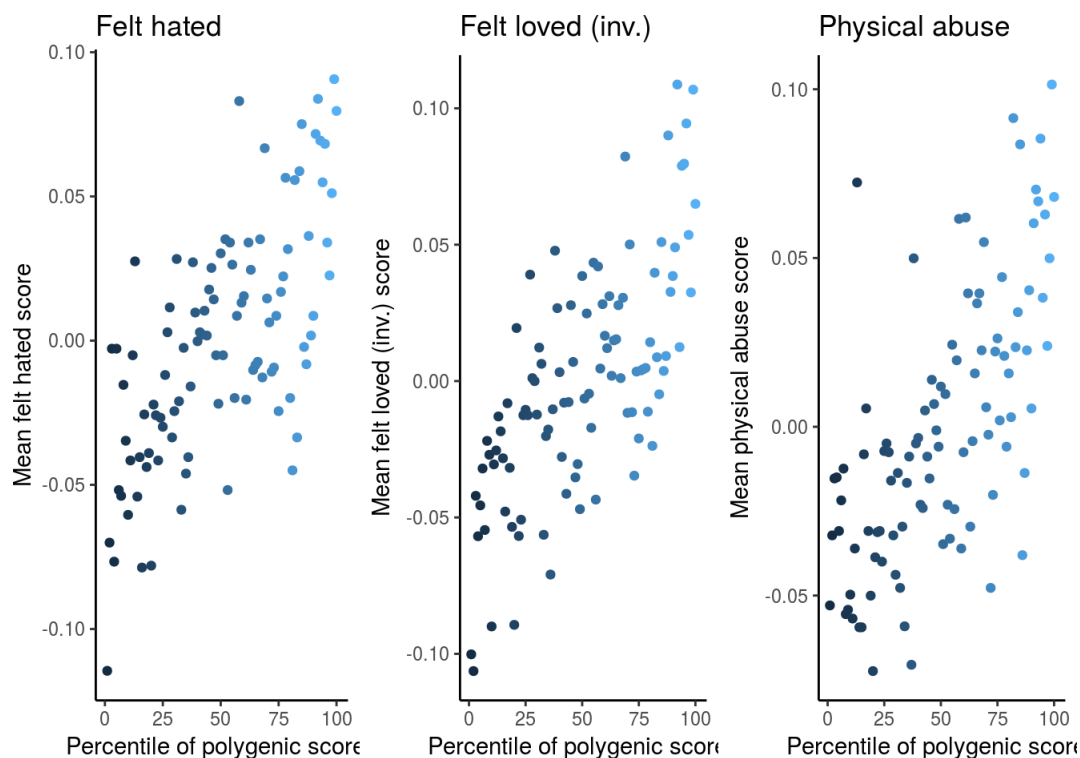 Felt hated
Mean felt hated score
0.10
0.05
0.00
-0.05
-0.10
0 25 50 75 100
Percentile of polygenic score
Felt loved (inv.)
Mean felt loved (inv.) score
0.10
0.05
0.00
-0.05
-0.10
0 25 50 75 100
Percentile of polygenic score
Physical abuse
Mean physical abuse score
0.10
0.05
0.00
-0.05
0 25 50 75 100
Percentile of polygenic score